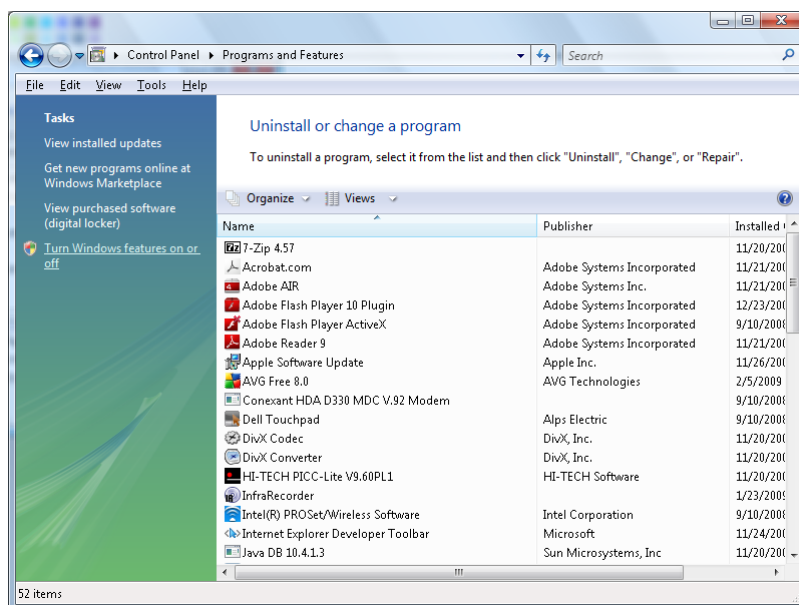 Control Panel Programs and Features Search
File Edit View Tools Help
Tasks
View installed updates
Get new programs online at
Windows Marketplace
View purchased software
(digital locker)
Turn Windows features on or
off
Uninstall or change a program
To uninstall a program, select it from the list and then click "Uninstall", "Change", or "Repair".
Organize Views
Name Publisher Installed
7-Zip 4.57 11/20/200
Acrobat.com Adobe Systems Incorporated 11/21/200
Adobe AIR Adobe Systems Inc. 11/21/200
Adobe Flash Player 10 Plugin Adobe Systems Incorporated 12/23/200
Adobe Flash Player ActiveX Adobe Systems Incorporated 9/10/2008
Adobe Reader 9 Adobe Systems Incorporated 11/21/200
Apple Software Update Apple Inc. 11/26/200
AVG Free 8.0 AVG Technologies 2/5/2009
Conexant HDA D330 MDC V.92 Modem 9/10/2008
Dell Touchpad Alps Electric 9/10/2008
DivX Codec DivX, Inc. 11/20/200
DivX Converter DivX, Inc. 11/20/200
HI-TECH PICC-Lite V9.60PL1 HI-TECH Software 11/20/200
InfraRecorder 1/23/2009
Intel(R) PROSet/Wireless Software Intel Corporation 9/10/2008
Internet Explorer Developer Toolbar Microsoft 11/24/200
Java DB 10.4.1.3 Sun Microsystems, Inc 11/20/200
52 items